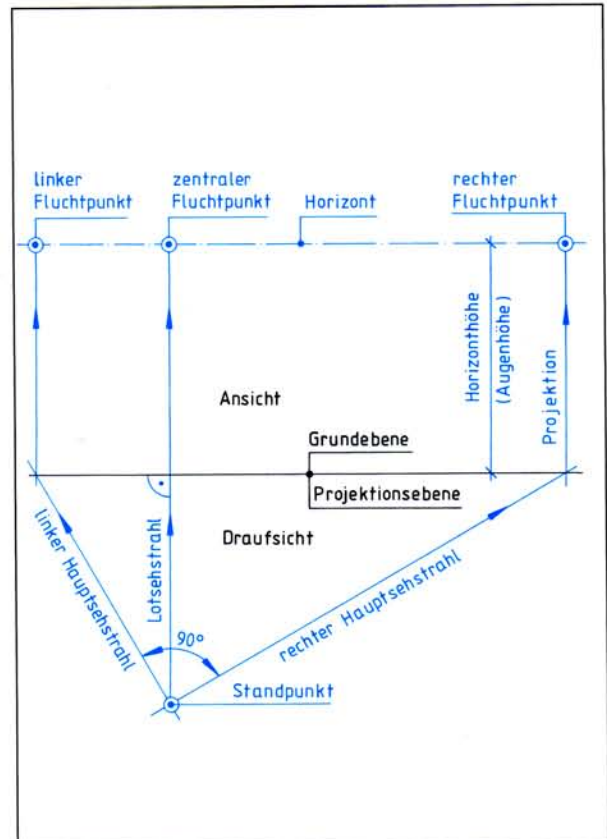 linker
Fluchtpunkt
zentraler
Fluchtpunkt
Horizont
rechter
Fluchtpunkt
Horizonthöhe
(Augenhöhe)
Projektion
Ansicht
Grundebene
Projektionsebene
Draufsicht
linker Hauptsehstrahl
Lotsehstrahl
rechter Hauptsehstrahl
90°
Standpunkt